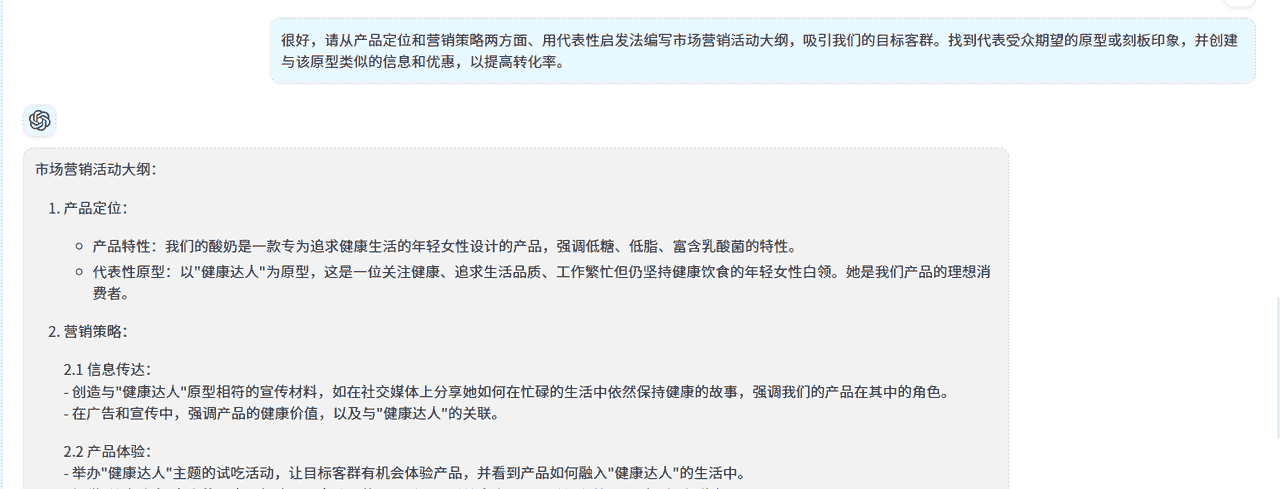 很好，请从产品定位和营销策略两方面、用代表性启发法编写市场营销活动大纲，吸引我们的目标客群。找到代表受众期望的原型或刻板印象，并创建
与该原型类似的信息和优惠，以提高转化率。
市场营销活动大纲：
1. 产品定位：
○ 产品特性：我们的酸奶是一款专为追求健康生活的年轻女性设计的产品，强调低糖、低脂、富含乳酸菌的特性。
○ 代表性原型：以"健康达人"为原型，这是一位关注健康、追求生活品质、工作繁忙但仍坚持健康饮食的年轻女性白领。她是我们产品的理想消
费者。
2. 营销策略：
2.1 信息传达：
- 创造与"健康达人"原型相符的宣传材料，如在社交媒体上分享她如何在忙碌的生活中依然保持健康的故事，强调我们的产品在其中的角色。
- 在广告和宣传中，强调产品的健康价值，以及与"健康达人"的关联。
2.2 产品体验：
- 举办"健康达人"主题的试吃活动，让目标客群有机会体验产品，并看到产品如何融入"健康达人"的生活中。